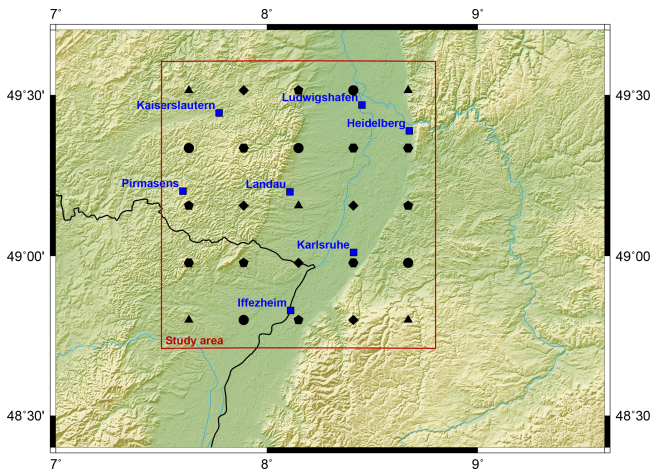 7° 8° 9°
49°30' 49°30'
Ludwigshafen
Kaiserslautern
Heidelberg
Pirmasens Landau
Karlsruhe
49°00' 49°00'
Iffezheim
Study area
48°30' 48°30'
7° 8° 9°